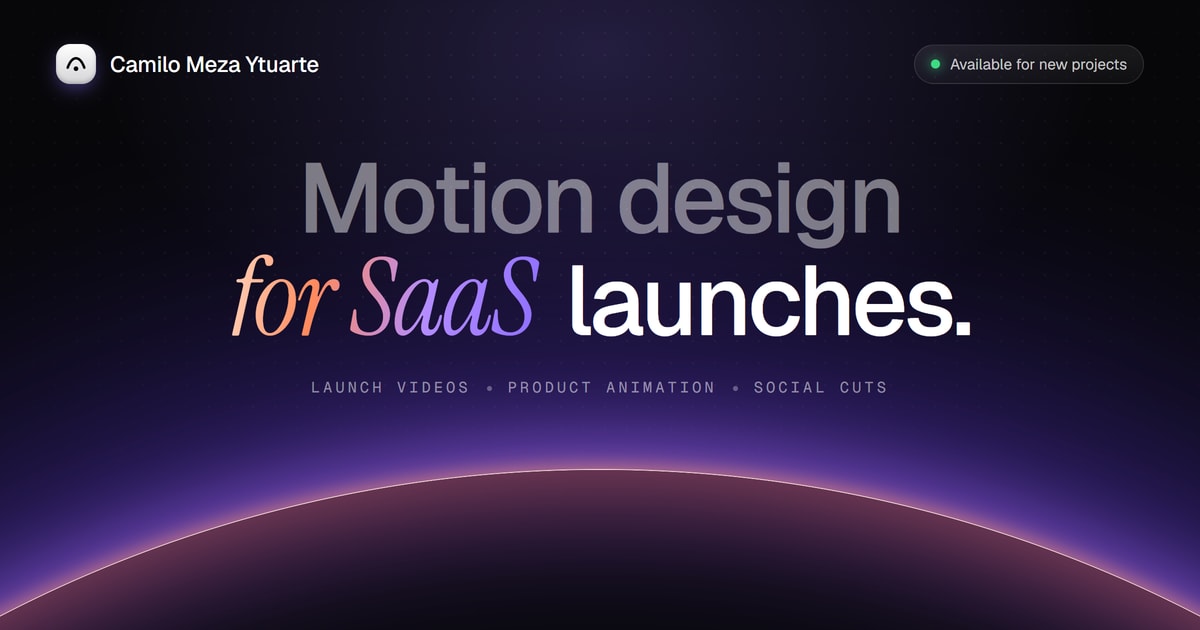 Camilo Meza Ytuarte
Available for new projects
Motion design
for SaaS launches.
LAUNCH VIDEOS • PRODUCT ANIMATION • SOCIAL CUTS